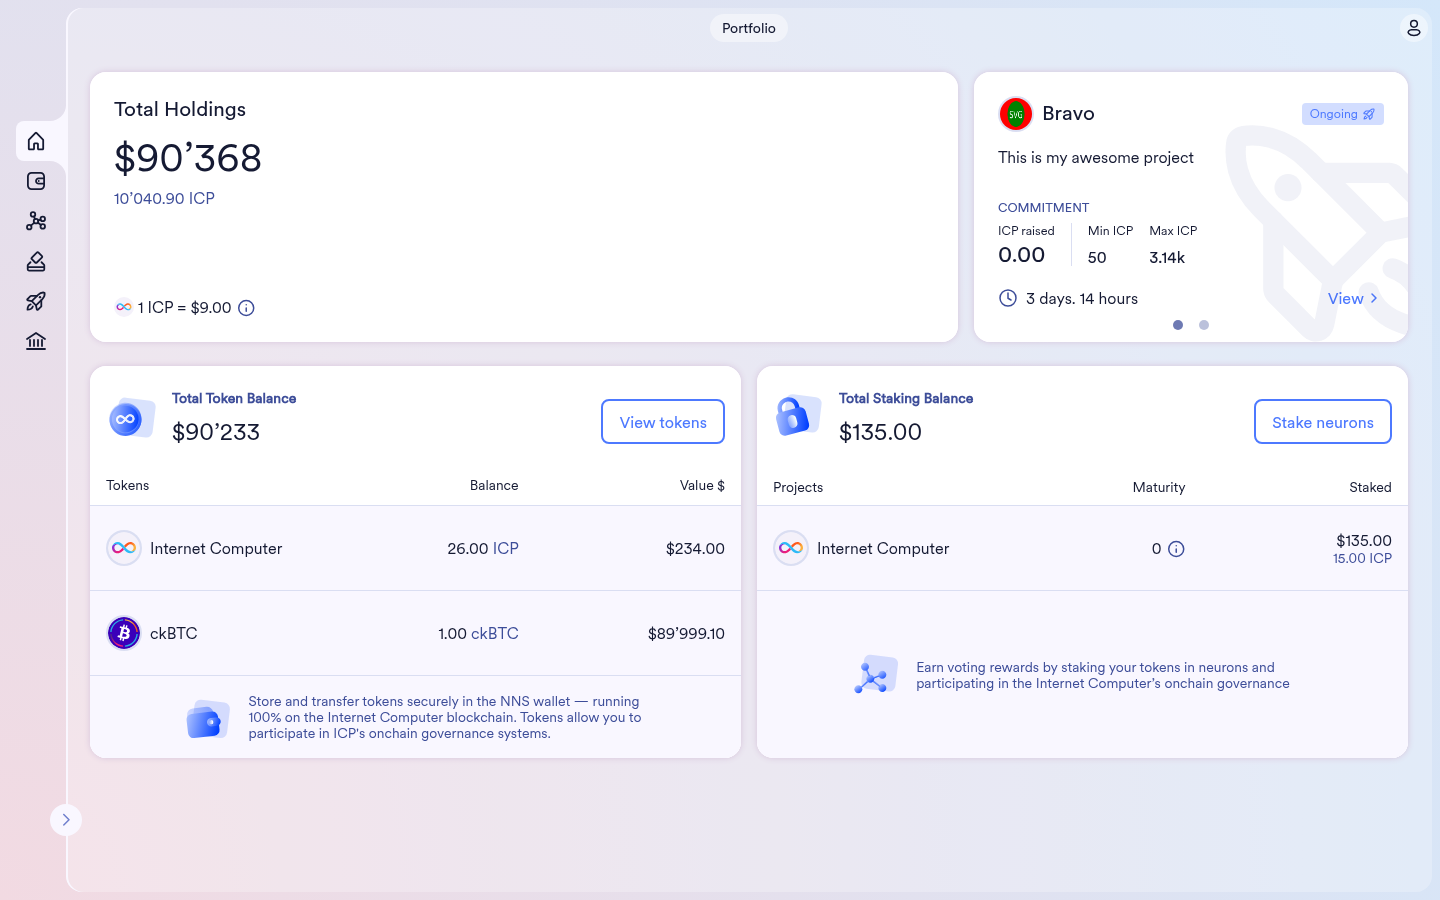 Portfolio
Total Holdings
$90’368
10’040.90 ICP
1 ICP = $9.00
SVG
Bravo
Ongoing
This is my awesome project
COMMITMENT
ICP raised
0.00
Min ICP
50
Max ICP
3.14k
3 days. 14 hours
View
Total Token Balance
$90’233
View tokens
Tokens
Balance
Value $
Internet Computer
26.00 ICP
$234.00
ckBTC
1.00 ckBTC
$89’999.10
Store and transfer tokens securely in the NNS wallet — running
100% on the Internet Computer blockchain. Tokens allow you to
participate in ICP's onchain governance systems.
Total Staking Balance
$135.00
Stake neurons
Projects
Maturity
Staked
Internet Computer
0
$135.00
15.00 ICP
Earn voting rewards by staking your tokens in neurons and
participating in the Internet Computer’s onchain governance